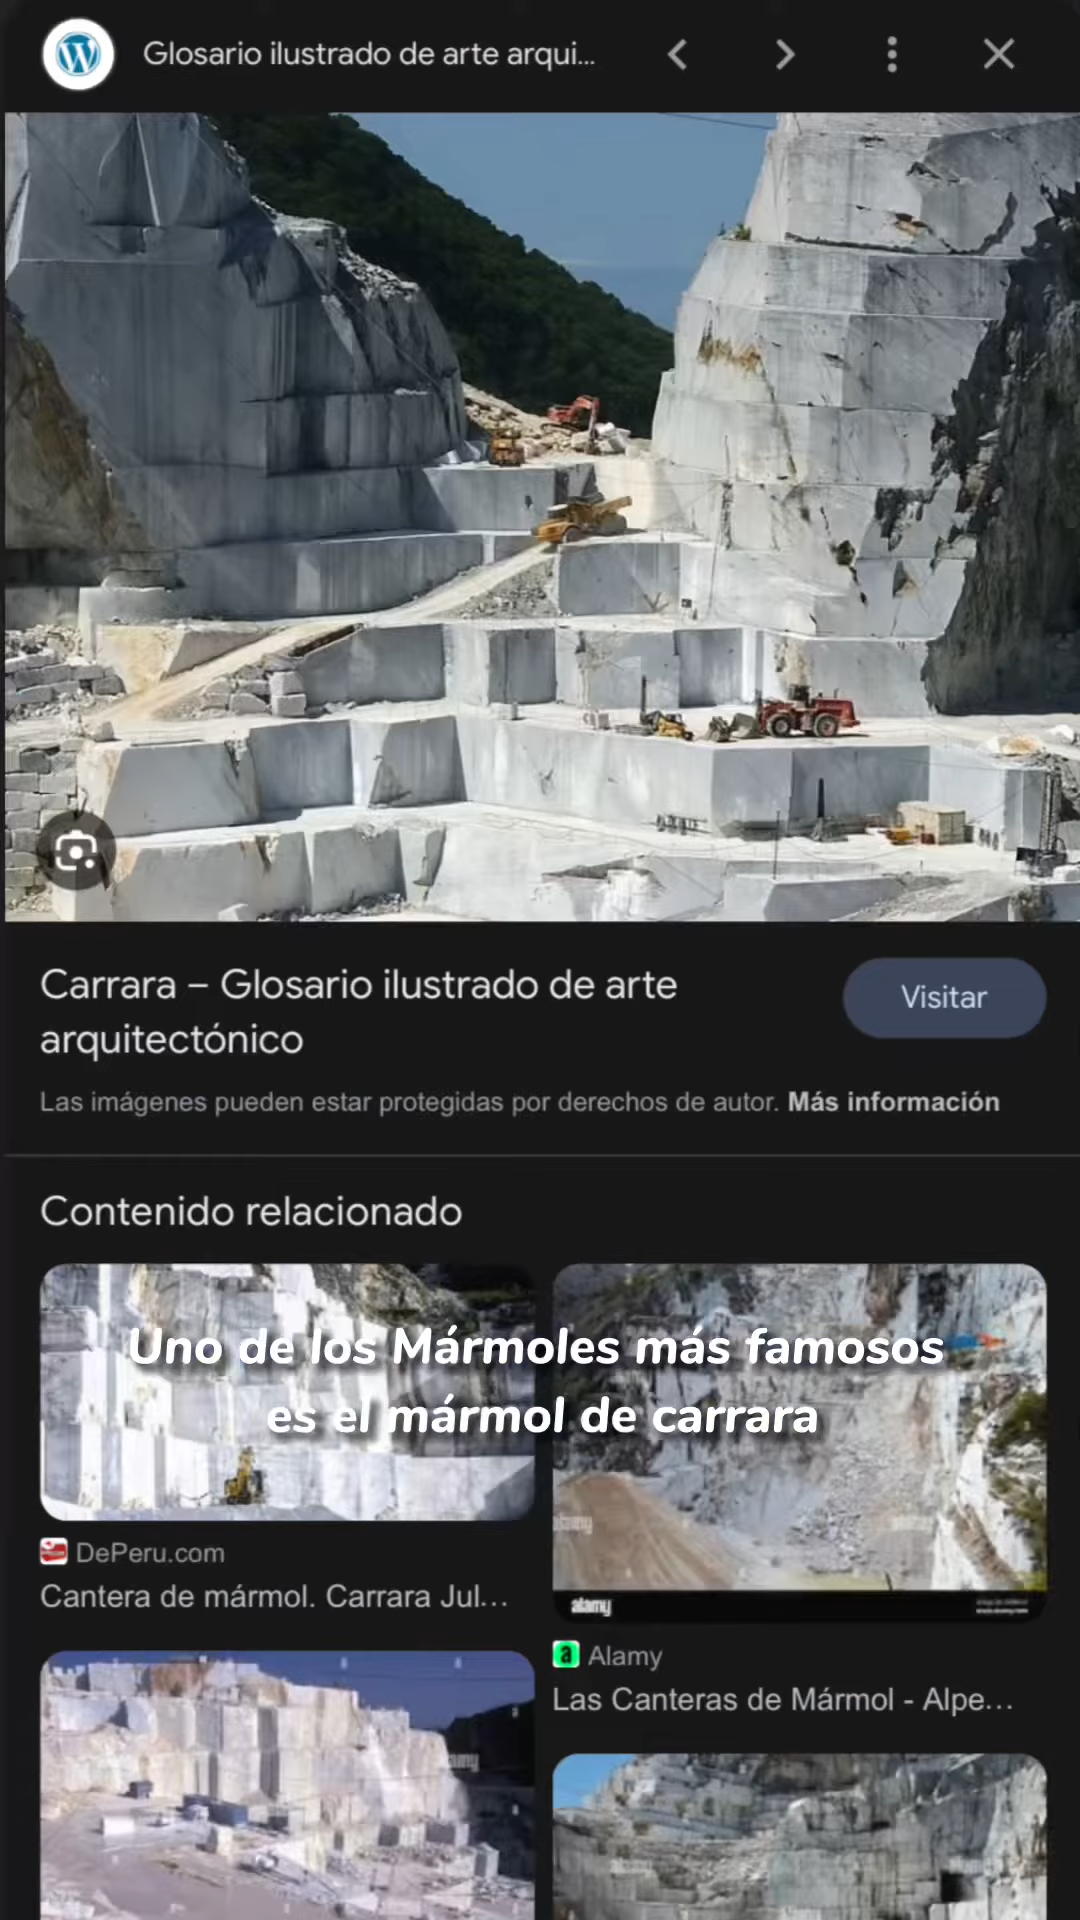 Glosario ilustrado de arte arqui...
Carrara – Glosario ilustrado de arte
arquitectónico
Visitar
Las imágenes pueden estar protegidas por derechos de autor. Más información
Contenido relacionado
Uno de los Mármoles más famosos
es el mármol de carrara
DePeru.com
Cantera de mármol. Carrara Jul...
alamy
a Alamy
Las Canteras de Mármol - Alpe...